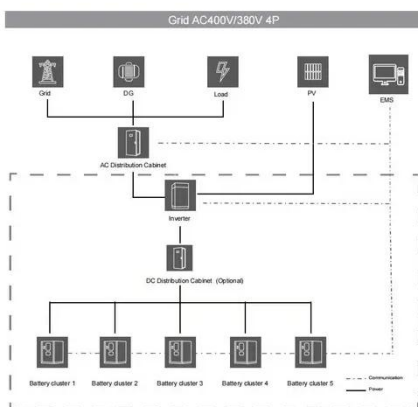 Grid AC400V/380V 4P
Grid
DG
Load
PV
EMS
AC Distribution Cabinet
Inverter
DC Distribution Cabinet (Optional)
Battery cluster 1
Battery cluster 2
Battery cluster 3
Battery cluster 4
Battery cluster 5
Communication
Power